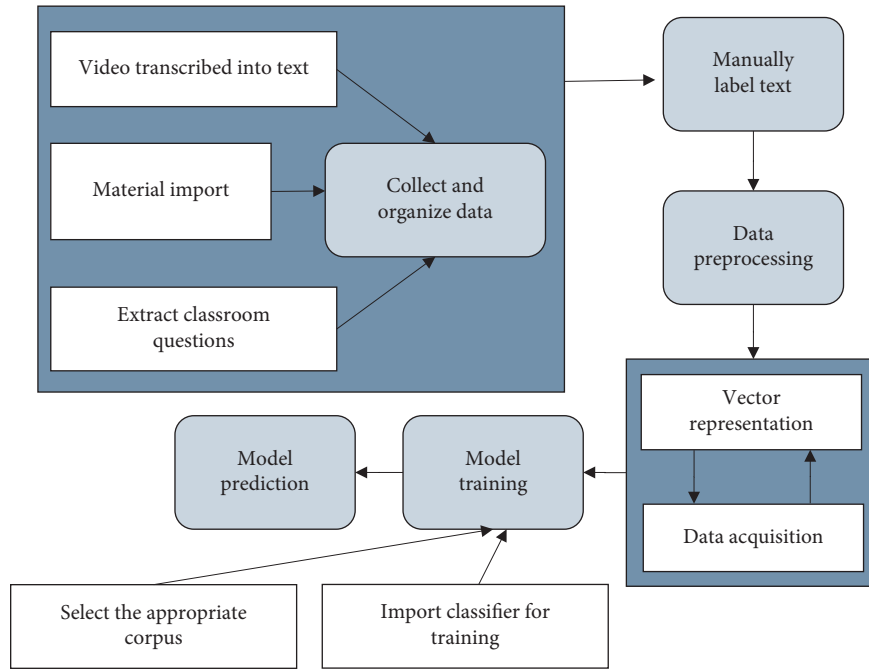 Video transcribed into text
Manually
label text
Material import
Collect and
organize data
Data
preprocessing
Extract classroom
questions
Vector
representation
Model
prediction
Model
training
Data acquisition
Select the appropriate
corpus
Import classifier for
training